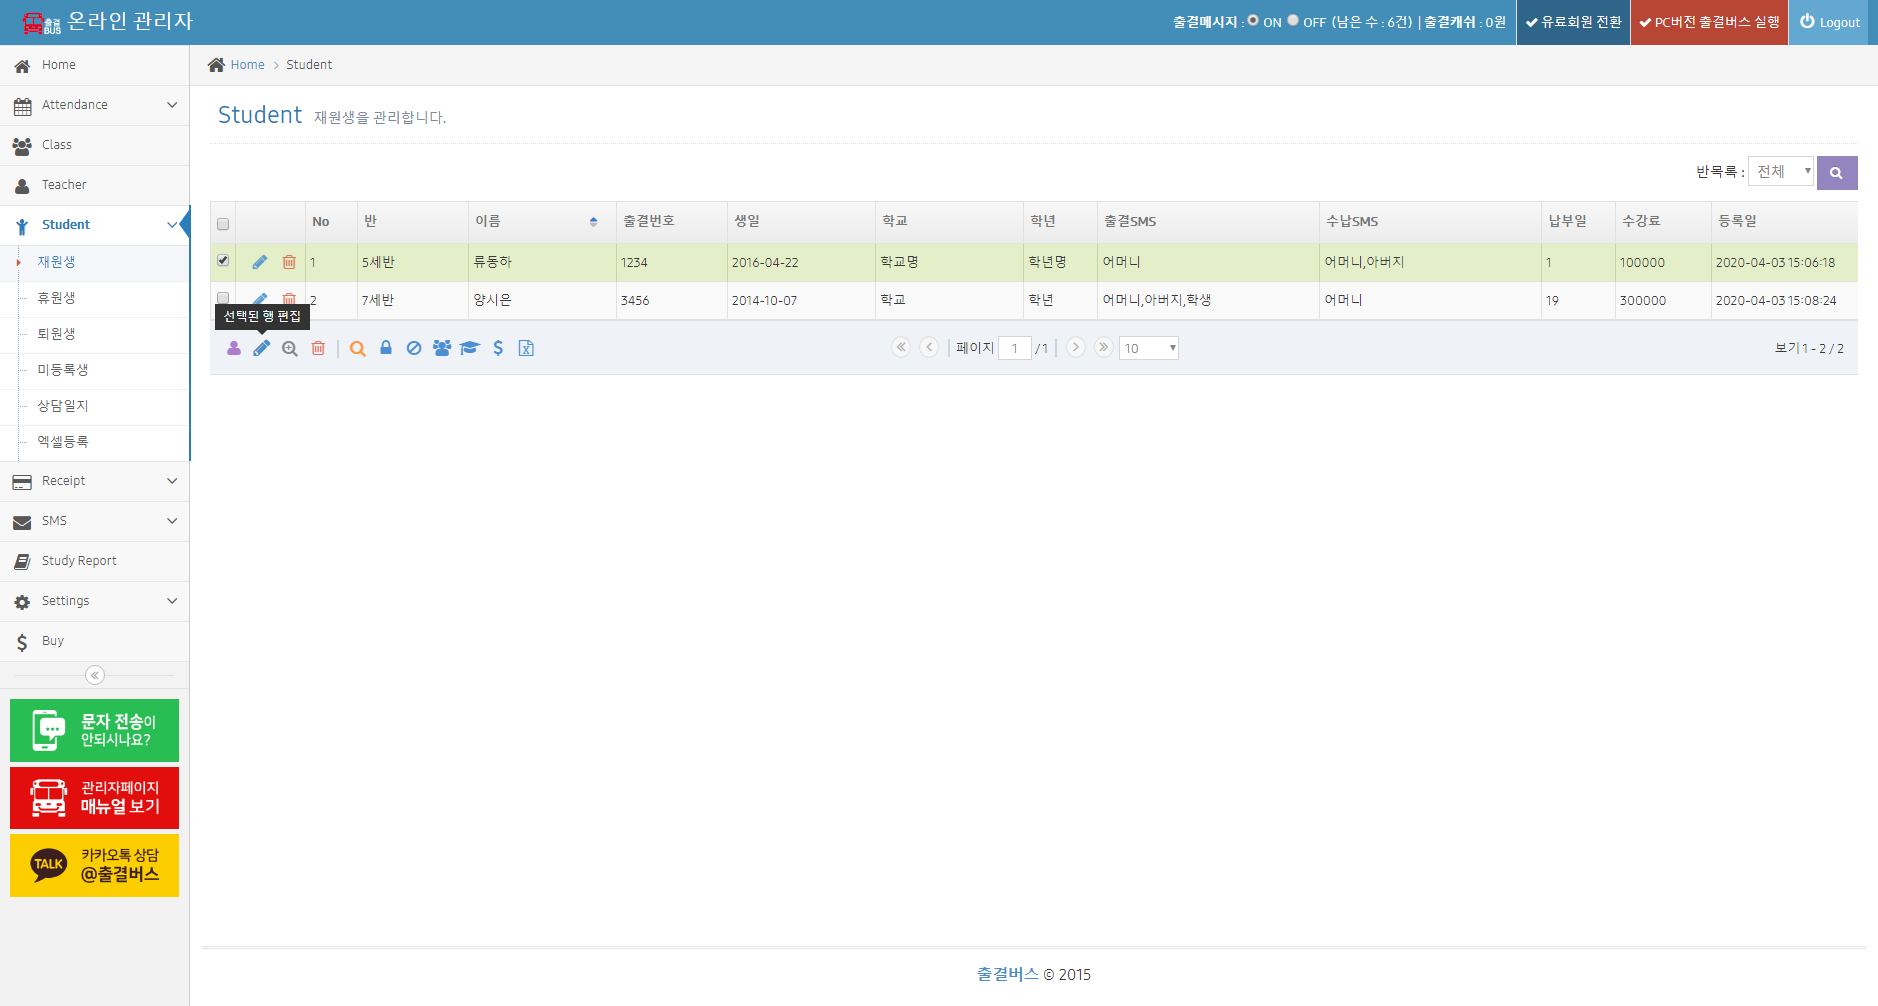 출결BUS 온라인 관리자
출결메시지 : ON OFF (남은 수 : 6건) | 출결캐쉬 : 0원 유료회원 전환 PC버전 출결버스 실행 Logout
Home
Attendance
Class
Teacher
Student
재원생
휴원생
퇴원생
미등록생
상담일지
엑셀등록
Receipt
SMS
Study Report
Settings
Buy
문자 전송이
안되시나요?
관리자페이지
매뉴얼 보기
TALK
카카오톡 상담
@출결버스
Home > Student
Student 재원생을 관리합니다.
반목록 : 전체
No 반 이름 출결번호 생일 학교 학년 출결SMS 수납SMS 납부일 수강료 등록일
1 5세반 류동하 1234 2016-04-22 학교명 학년명 어머니 어머니,아버지 1 100000 2020-04-03 15:06:18
2 7세반 양시은 3456 2014-10-07 학교 학년 어머니,아버지,학생 어머니 19 300000 2020-04-03 15:08:24
선택된 행 편집
페이지 1 / 1 10 보기 1 - 2 / 2
출결버스 © 2015